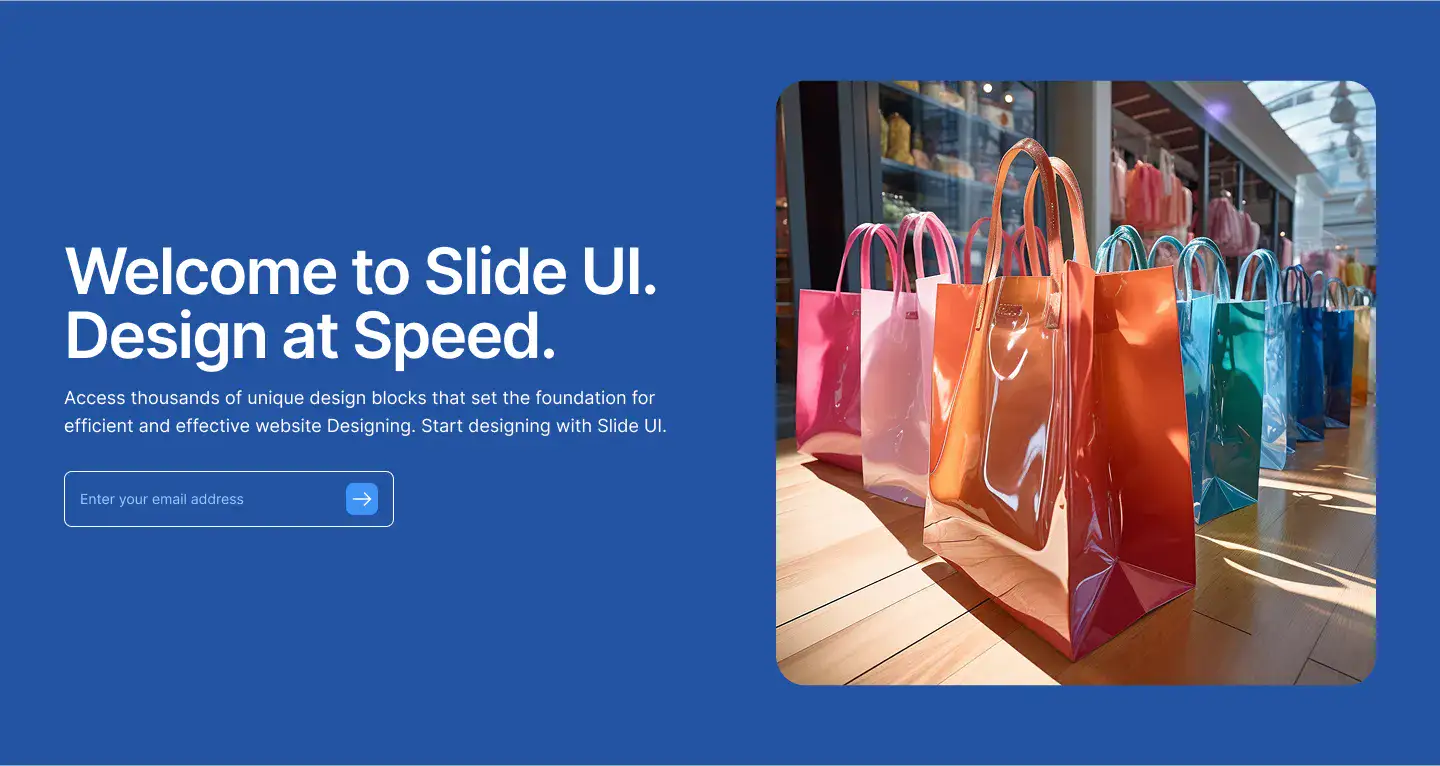 Welcome to Slide UI.
Design at Speed.
Access thousands of unique design blocks that set the foundation for
efficient and effective website Designing. Start designing with Slide UI.
Enter your email address